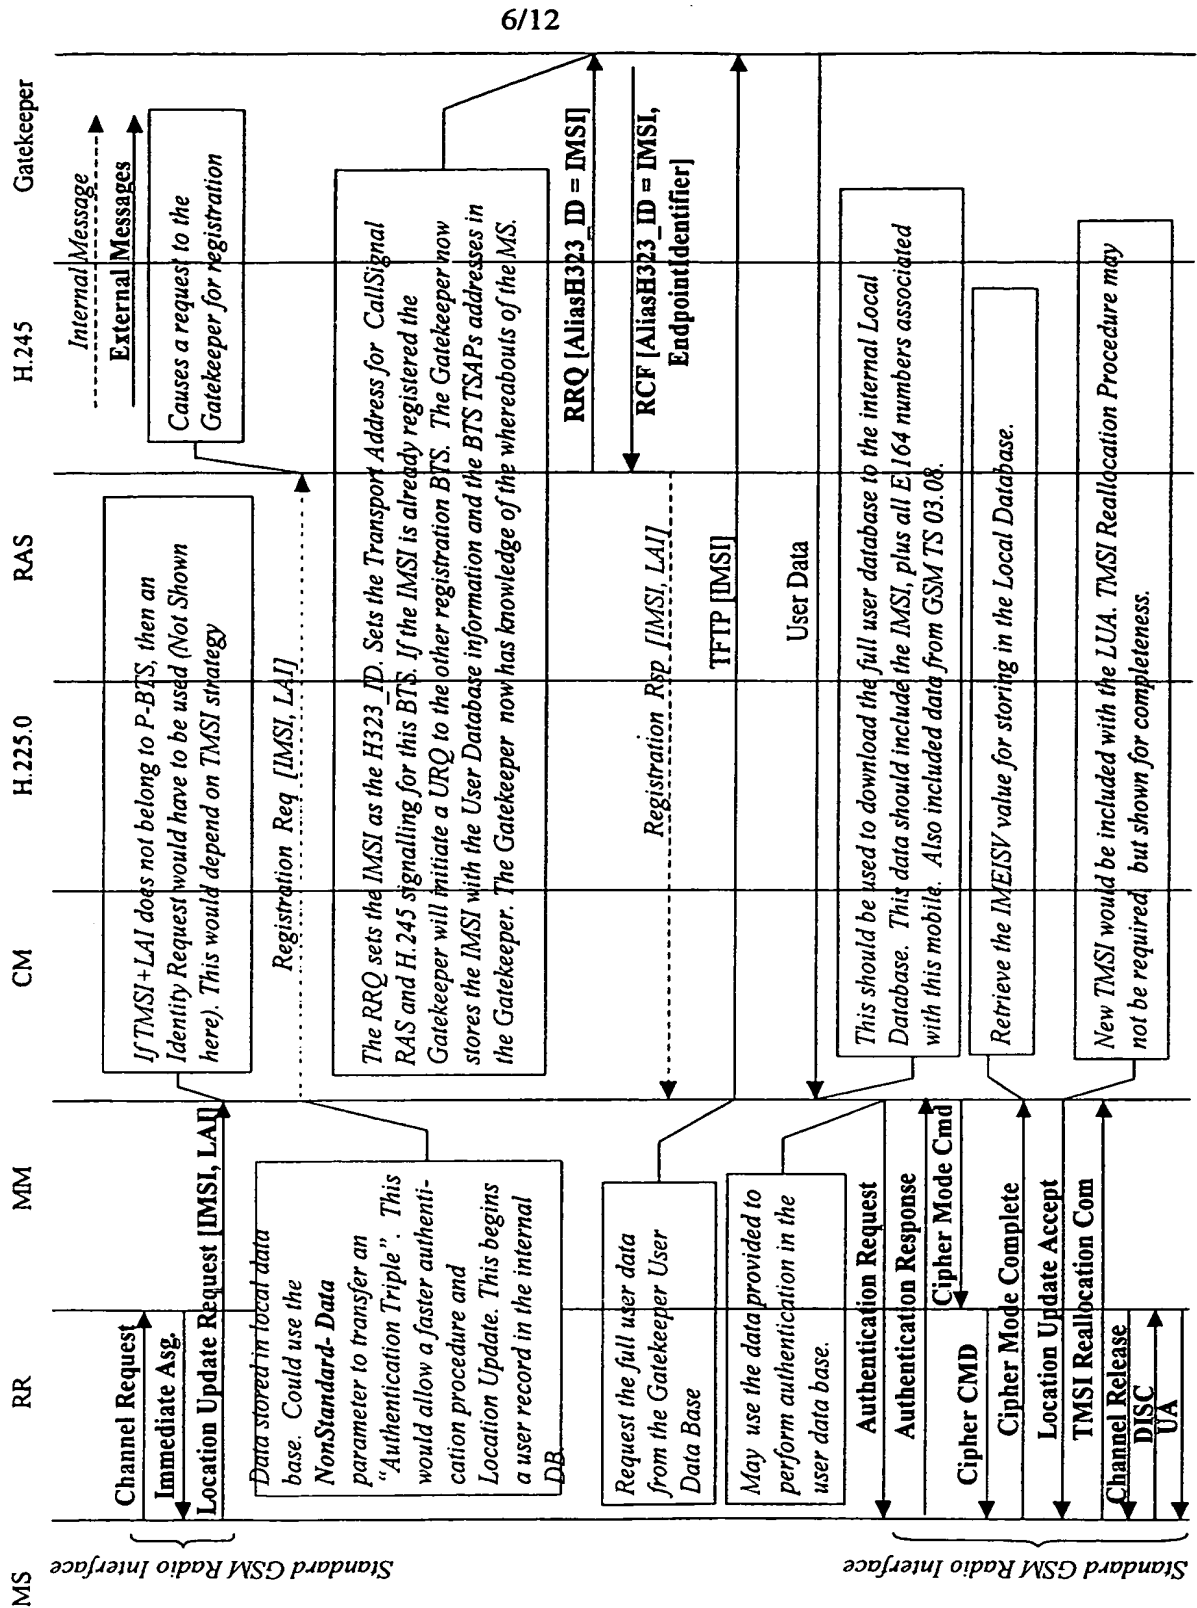 6/12
MS
RR
MM
CM
H.225.0
RAS
H.245
Gatekeeper
Internal Message
External Messages
Standard GSM Radio Interface
Channel Request
Immediate Asg.
Location Update Request [IMSI, LAI]
If TMSI+LAI does not belong to P-BTS, then an
Identity Request would have to be used (Not Shown
here). This would depend on TMSI strategy
Causes a request to the
Gatekeeper for registration
Registration Req [IMSI, LAI]
Data stored in local data
base. Could use the
NonStandard- Data
parameter to transfer an
“Authentication Triple”. This
would allow a faster authenti-
cation procedure and
Location Update. This begins
a user record in the internal
DB.
The RRQ sets the IMSI as the H323_ID. Sets the Transport Address for CallSignal
RAS and H.245 signalling for this BTS. If the IMSI is already registered the
Gatekeeper will initiate a URQ to the other registration BTS. The Gatekeeper now
stores the IMSI with the User Database information and the BTS TSAPs addresses in
the Gatekeeper. The Gatekeeper now has knowledge of the whereabouts of the MS.
RRQ [AliasH323_ID = IMSI]
RCF [AliasH323_ID = IMSI,
EndpointIdentifier]
Registration Rsp [IMSI, LAI]
Request the full user data
from the Gatekeeper User
Data Base
TFTP [IMSI]
User Data
May use the data provided to
perform authentication in the
user data base.
This should be used to download the full user database to the internal Local
Database. This data should include the IMSI, plus all E.164 numbers associated
with this mobile. Also included data from GSM TS 03.08.
Authentication Request
Authentication Response
Cipher Mode Cmd
Cipher CMD
Cipher Mode Complete
Retrieve the IMEISV value for storing in the Local Database.
Location Update Accept
TMSI Reallocation Com
New TMSI would be included with the LUA. TMSI Reallocation Procedure may
not be required, but shown for completeness.
Channel Release
DISC
UA
Standard GSM Radio Interface